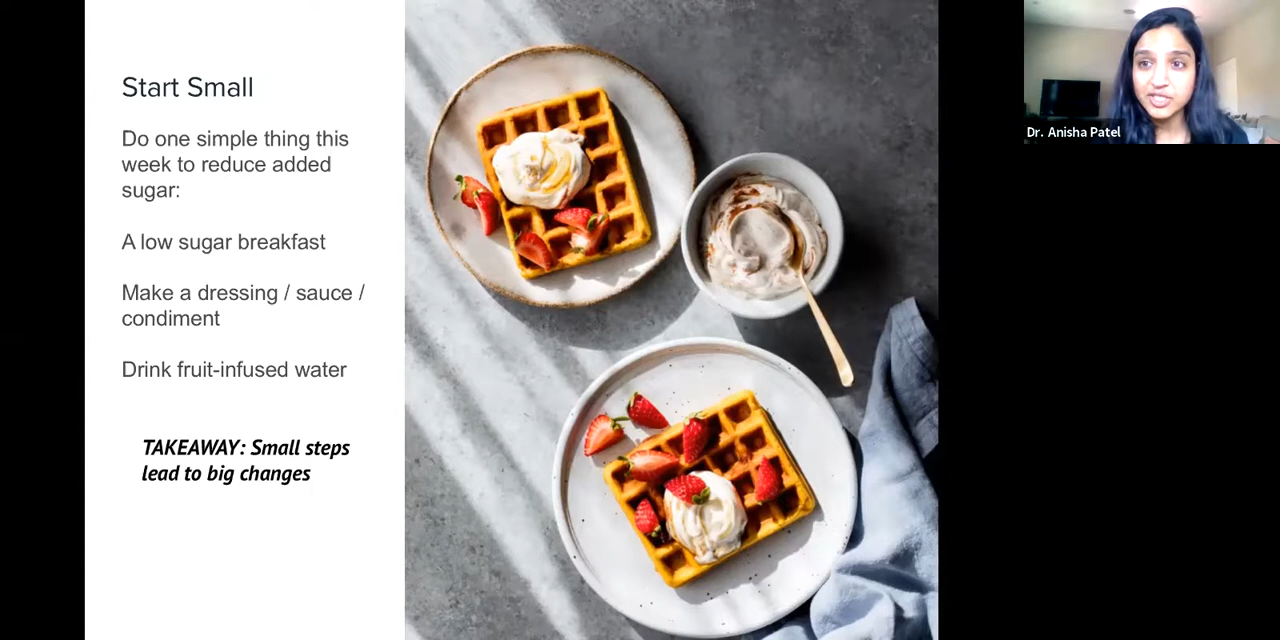 Start Small
Do one simple thing this
week to reduce added
sugar:
A low sugar breakfast
Make a dressing / sauce /
condiment
Drink fruit-infused water
TAKEAWAY: Small steps
lead to big changes
Dr. Anisha Patel